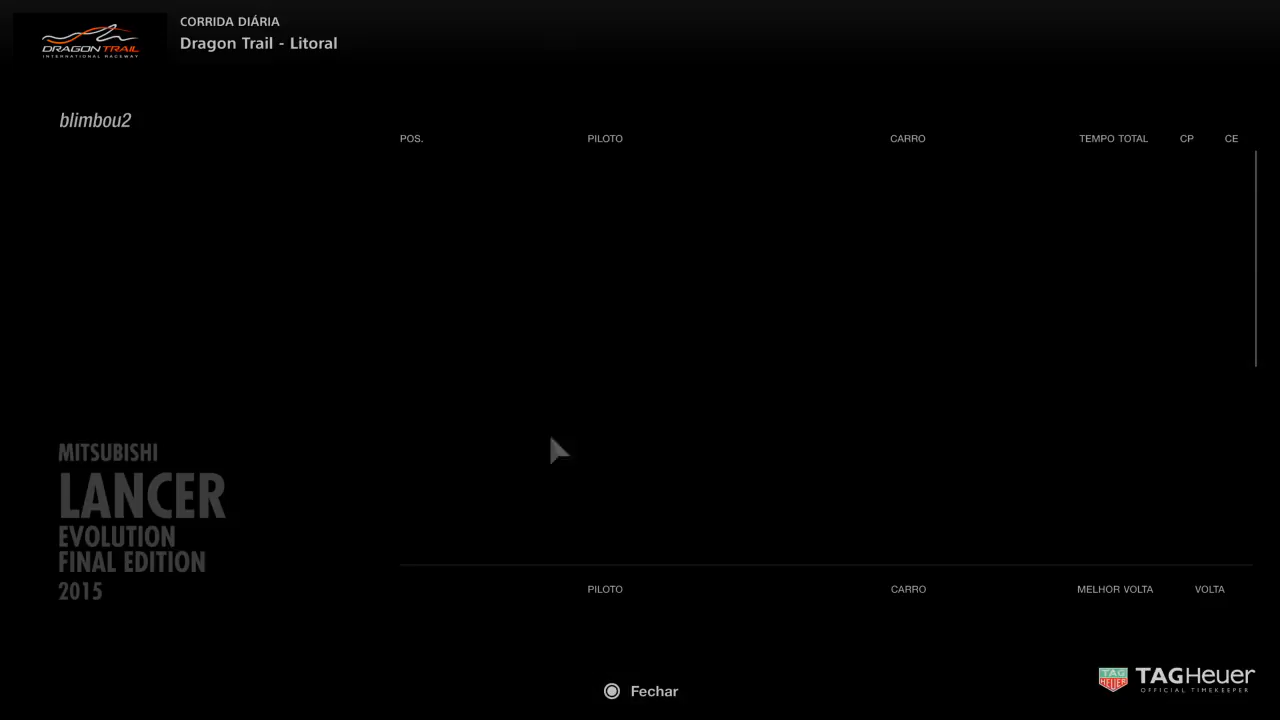 DRAGON TRAIL
INTERNATIONAL RACEWAY
CORRIDA DIÁRIA
Dragon Trail - Litoral
blimbou2
POS. PILOTO CARRO TEMPO TOTAL CP CE
MITSUBISHI
LANCER
EVOLUTION
FINAL EDITION
2015
PILOTO CARRO MELHOR VOLTA VOLTA
Fechar
TAG
HEUER
TAGHeuer
OFFICIAL TIMEKEEPER